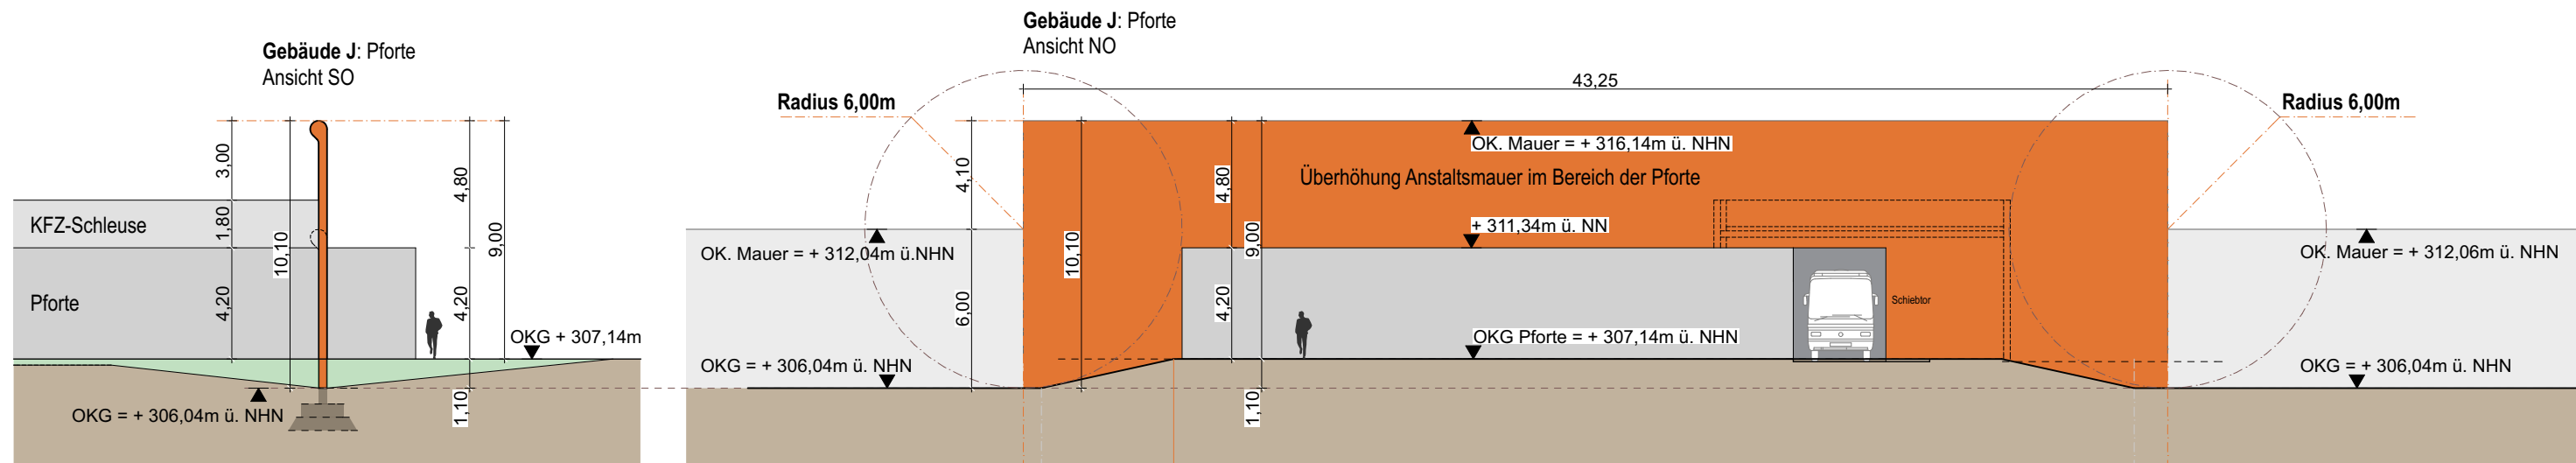 Gebäude J: Pforte
Ansicht SO
3,00
1,80
4,20
10,10
4,80
4,20
9,00
1,10
KFZ-Schleuse
Pforte
OKG + 307,14m
OKG = + 306,04m ü. NHN
Gebäude J: Pforte
Ansicht NO
43,25
Radius 6,00m
Radius 6,00m
4,10
6,00
10,10
4,80
4,20
9,00
1,10
OK. Mauer = + 316,14m ü. NHN
Überhöhung Anstaltsmauer im Bereich der Pforte
+ 311,34m ü. NN
OK. Mauer = + 312,04m ü.NHN
OK. Mauer = + 312,06m ü. NHN
Schiebtor
OKG Pforte = + 307,14m ü. NHN
OKG = + 306,04m ü. NHN
OKG = + 306,04m ü. NHN